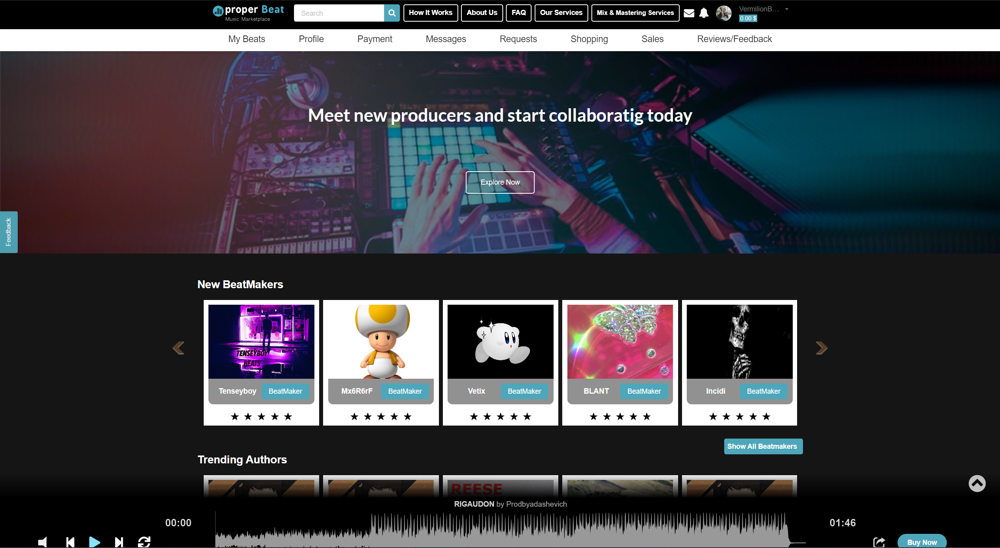 proper Beat
Music Marketplace
Search
How It Works
About Us
FAQ
Our Services
Mix & Mastering Services
VermilionB...
0.00 $
My Beats
Profile
Payment
Messages
Requests
Shopping
Sales
Reviews/Feedback
Meet new producers and start collaboratig today
Explore Now
Feedback
New BeatMakers
TENSEYBOY
BEATS
Tenseyboy
BeatMaker
Mx6R6rF
BeatMaker
Vetix
BeatMaker
BLANT
BeatMaker
Incidi
BeatMaker
Show All Beatmakers
Trending Authors
REESE
RIGAUDON by Prodbyadashevich
00:00
01:46
Buy Now